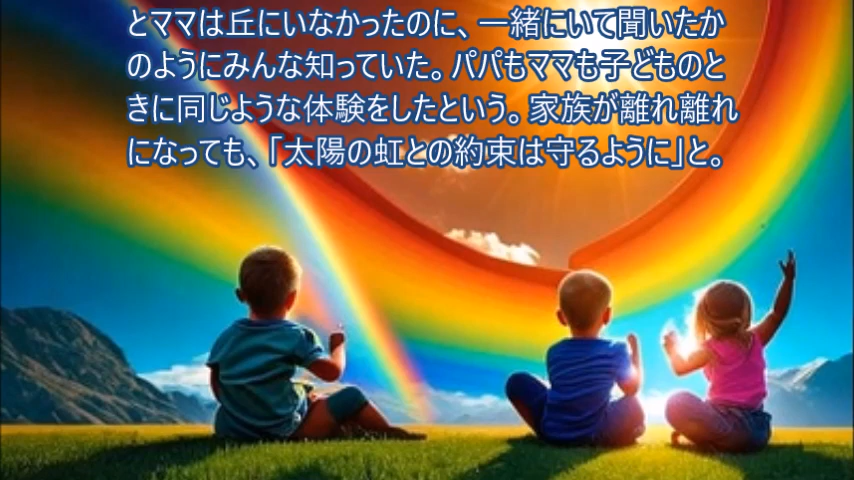 とママは丘にいなかったのに、一緒にいて聞いたか
のようにみんな知っていた。パパもママも子どものと
きに同じような体験をしたという。家族が離れ離れ
になっても、「太陽の虹との約束は守るように」と。